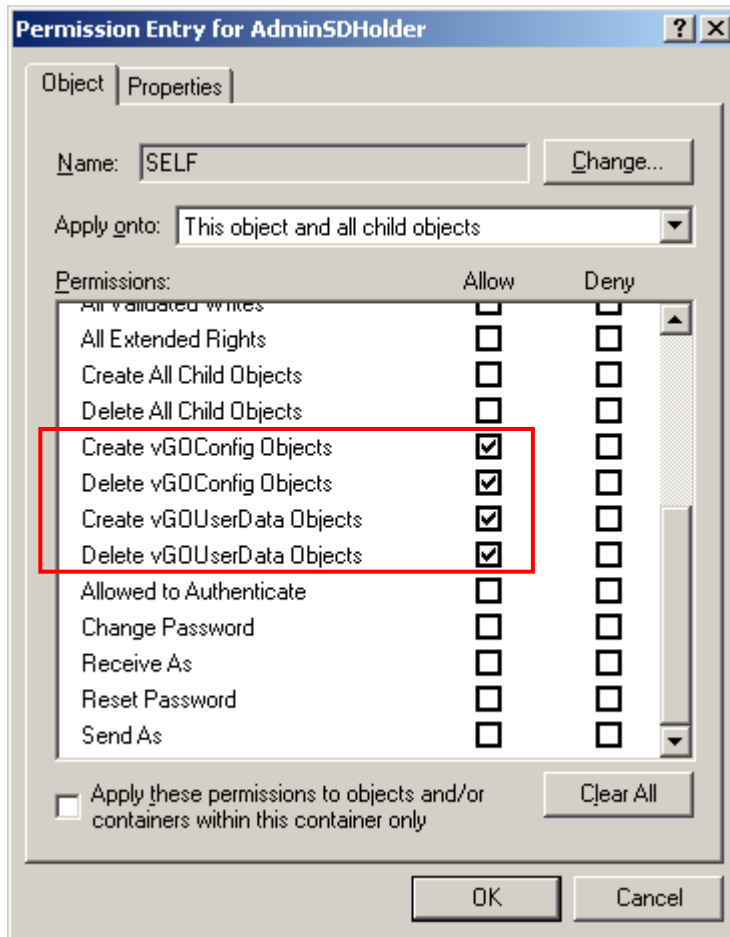 Permission Entry for AdminSDHolder
Object Properties
Name: SELF Change...
Apply onto: This object and all child objects
Permissions: Allow Deny
All Validated Writes
All Extended Rights
Create All Child Objects
Delete All Child Objects
Create vGOConfig Objects
Delete vGOConfig Objects
Create vGOUserData Objects
Delete vGOUserData Objects
Allowed to Authenticate
Change Password
Receive As
Reset Password
Send As
Apply these permissions to objects and/or
containers within this container only
Clear All
OK Cancel